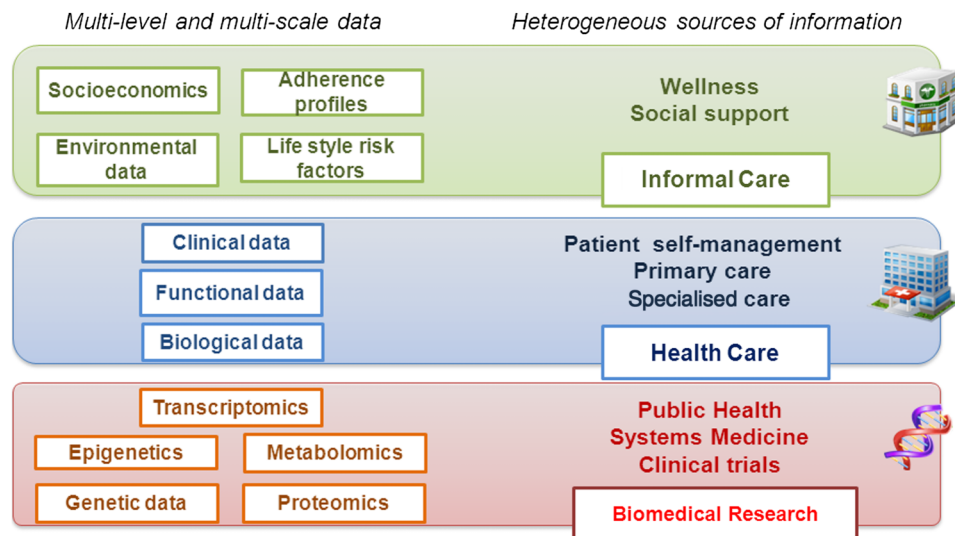 Multi-level and multi-scale data
Heterogeneous sources of information
Socioeconomics
Adherence
profiles
Environmental
data
Life style risk
factors
Wellness
Social support
Informal Care
Clinical data
Functional data
Biological data
Patient self-management
Primary care
Specialised care
Health Care
Transcriptomics
Epigenetics
Metabolomics
Genetic data
Proteomics
Public Health
Systems Medicine
Clinical trials
Biomedical Research